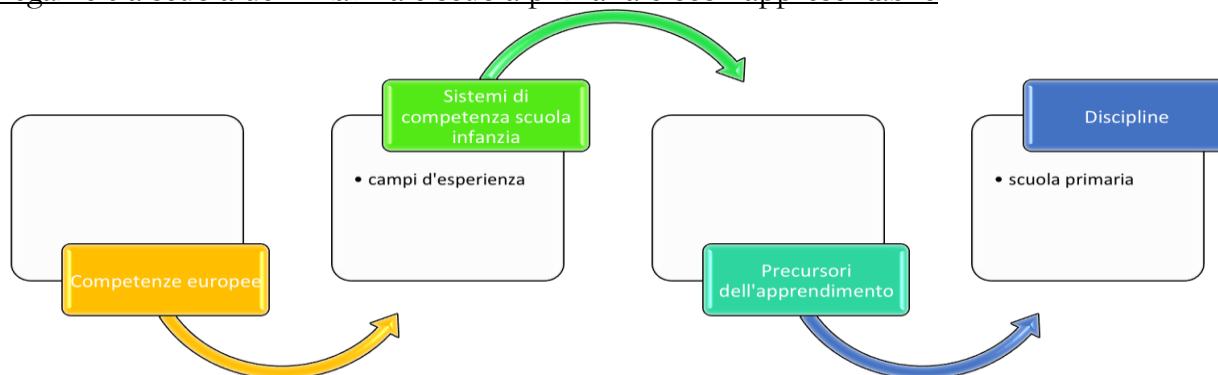 Sistemi di
competenza scuola
infanzia
• campi d'esperienza
Discipline
• scuola primaria
Competenze europee
Precursori
dell'apprendimento